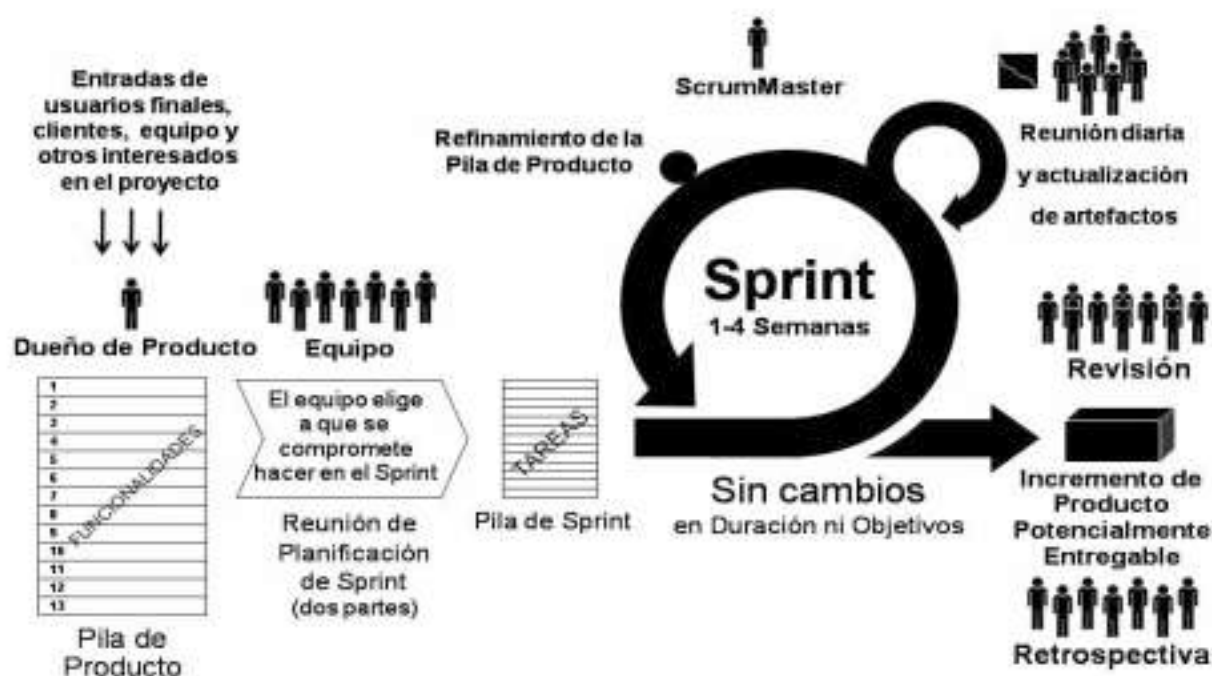 Entradas de
usuarios finales,
clientes, equipo y
otros interesados
en el proyecto
Dueño de Producto
1
2
3
4
5
6
7
8
9
10
11
12
13
FUNCIONALIDADES
Pila de
Producto
Equipo
El equipo elige
a que se
compromete
hacer en el Sprint
Reunión de
Planificación
de Sprint
(dos partes)
TAREAS
Pila de Sprint
ScrumMaster
Refinamiento de la
Pila de Producto
Sprint
1-4 Semanas
Sin cambios
en Duración ni Objetivos
Reunión diaria
y actualización
de artefactos
Revisión
Incremento de
Producto
Potencialmente
Entregable
Retrospectiva